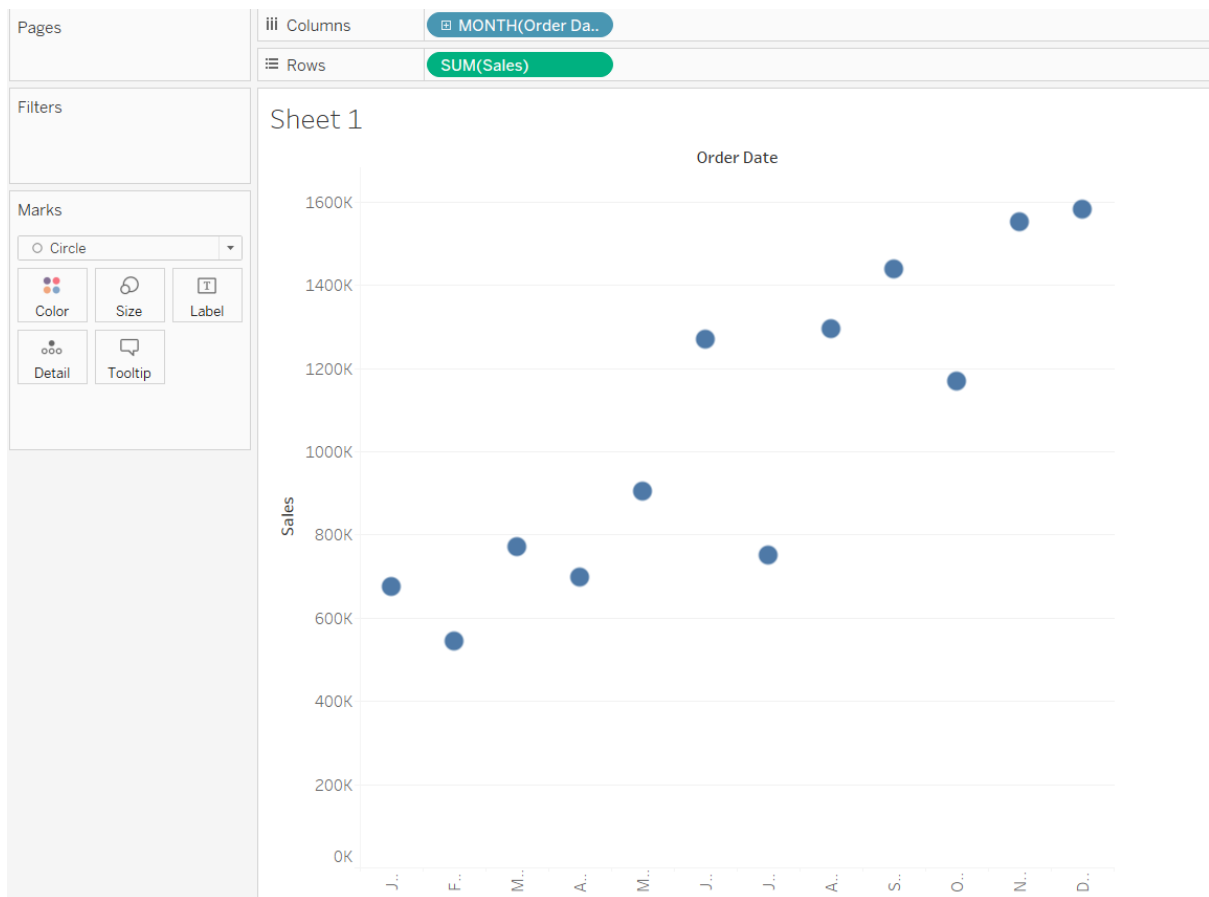 Pages
Columns
MONTH(Order Da..
Rows
SUM(Sales)
Filters
Marks
Circle
Color
Size
Label
Detail
Tooltip
Sheet 1
Order Date
1600K
1400K
1200K
1000K
800K
600K
400K
200K
0K
Sales
J..
F..
M..
A..
M..
J..
J..
A..
S..
O..
N..
D..